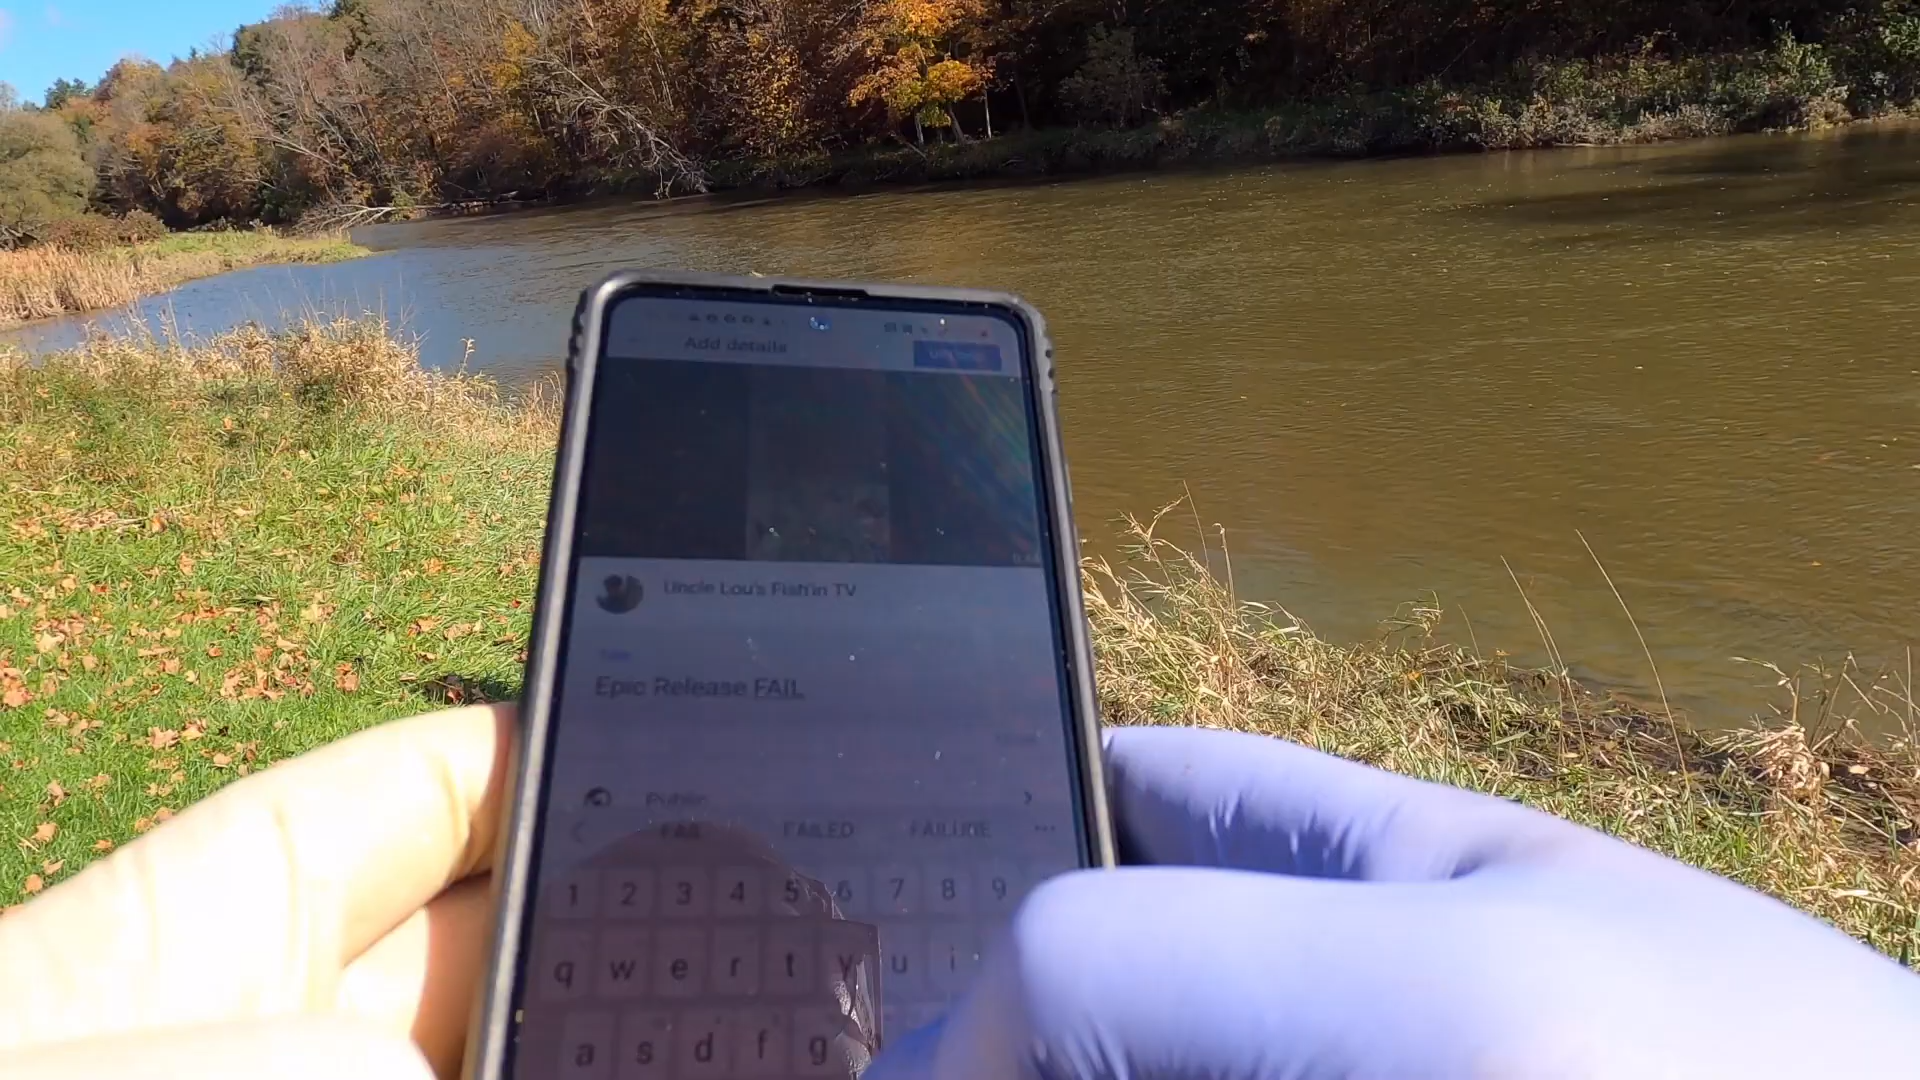 Add details
Uncle Lou's Fish'in TV
Title
Epic Release FAIL
Public
FAIL FAILED FAILURE
1 2 3 4 5 6 7 8 9
q w e r t y u i
a s d f g